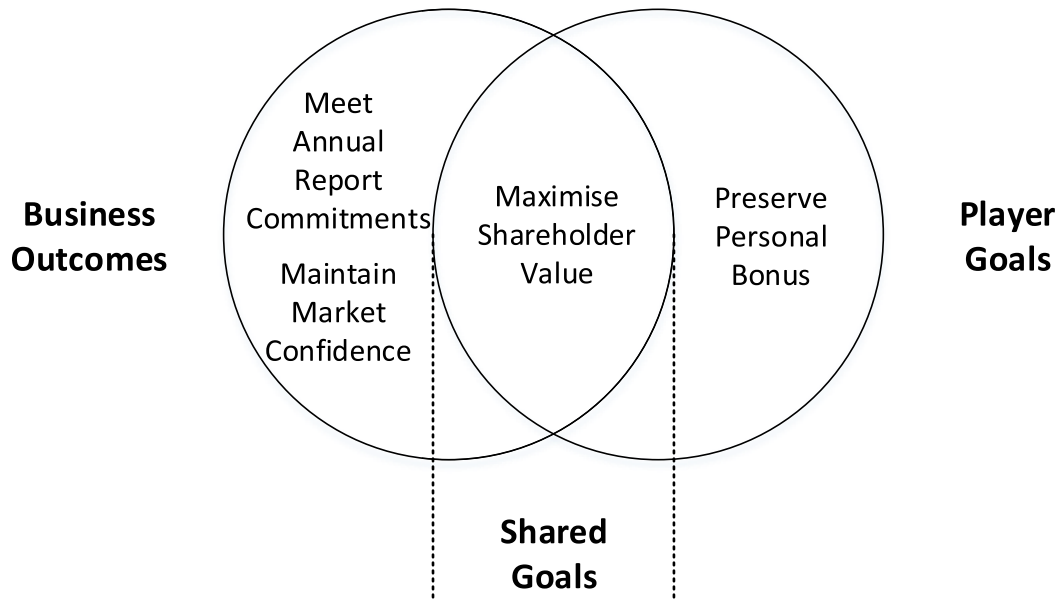 Business
Outcomes
Meet
Annual
Report
Commitments
Maintain
Market
Confidence
Maximise
Shareholder
Value
Preserve
Personal
Bonus
Player
Goals
Shared
Goals